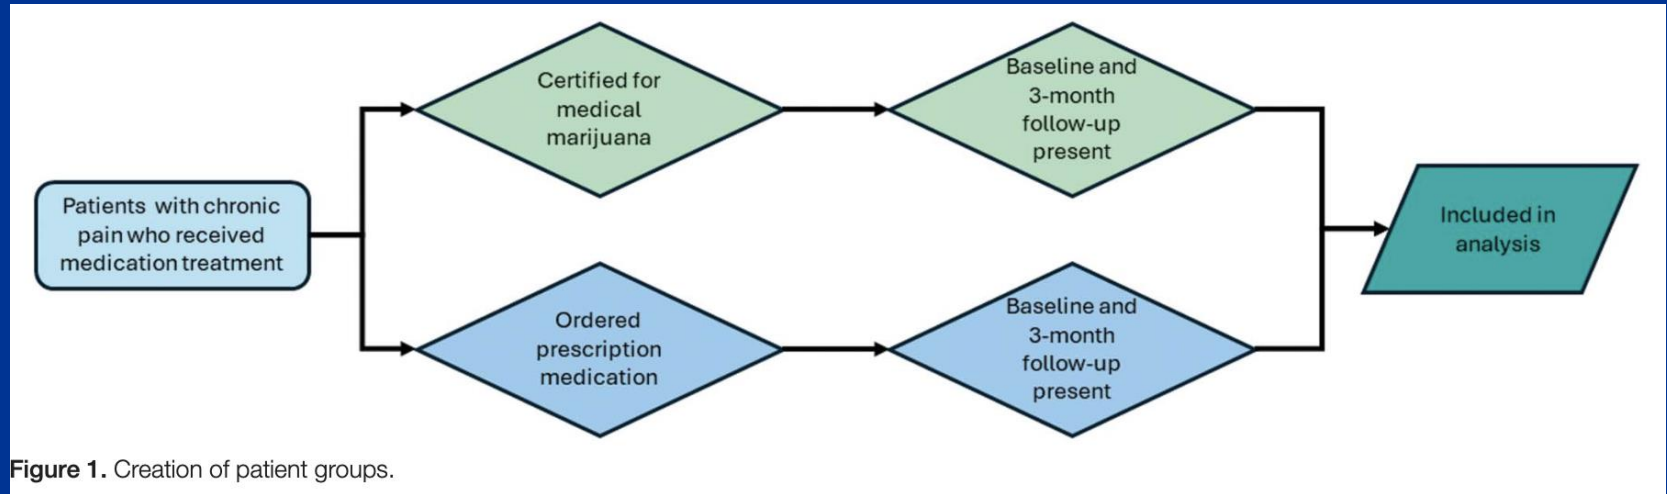 Patients with chronic
pain who received
medication treatment
Certified for
medical
marijuana
Baseline and
3-month
follow-up
present
Ordered
prescription
medication
Baseline and
3-month
follow-up
present
Included in
analysis
Figure 1. Creation of patient groups.